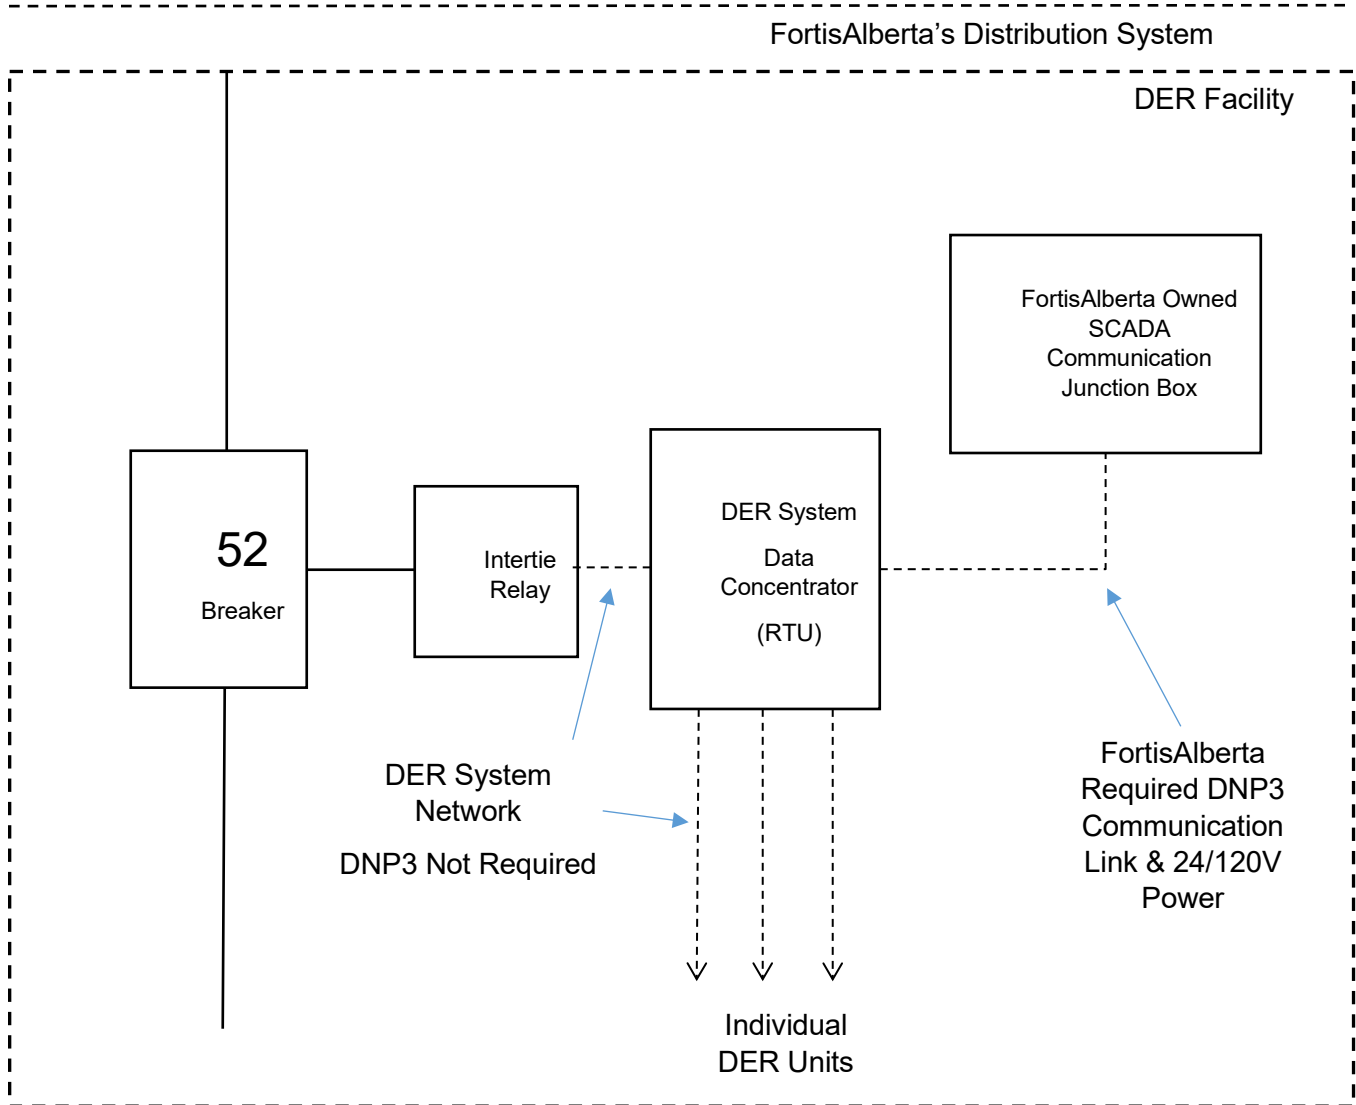 FortisAlberta’s Distribution System
DER Facility
FortisAlberta Owned
SCADA
Communication
Junction Box
52
Breaker
Intertie
Relay
DER System
Data
Concentrator
(RTU)
DER System
Network
DNP3 Not Required
FortisAlberta
Required DNP3
Communication
Link & 24/120V
Power
Individual
DER Units